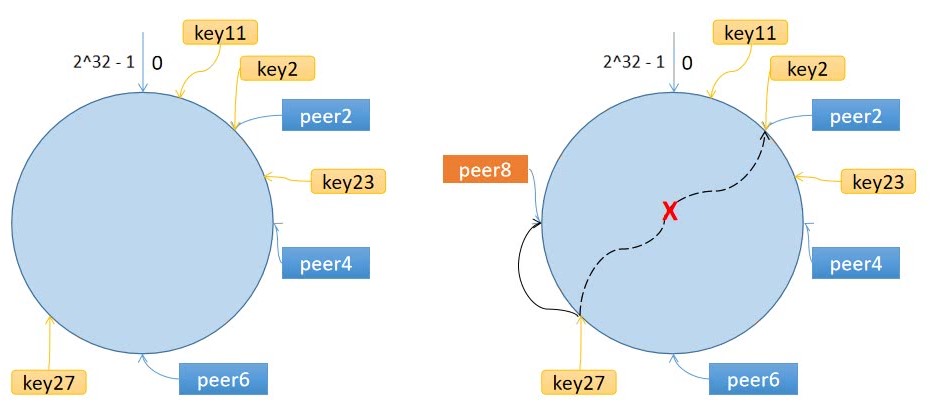 key11
2^32 - 1
0
key2
peer2
key23
peer4
peer6
key27
key11
2^32 - 1
0
key2
peer2
peer8
key23
X
peer4
peer6
key27